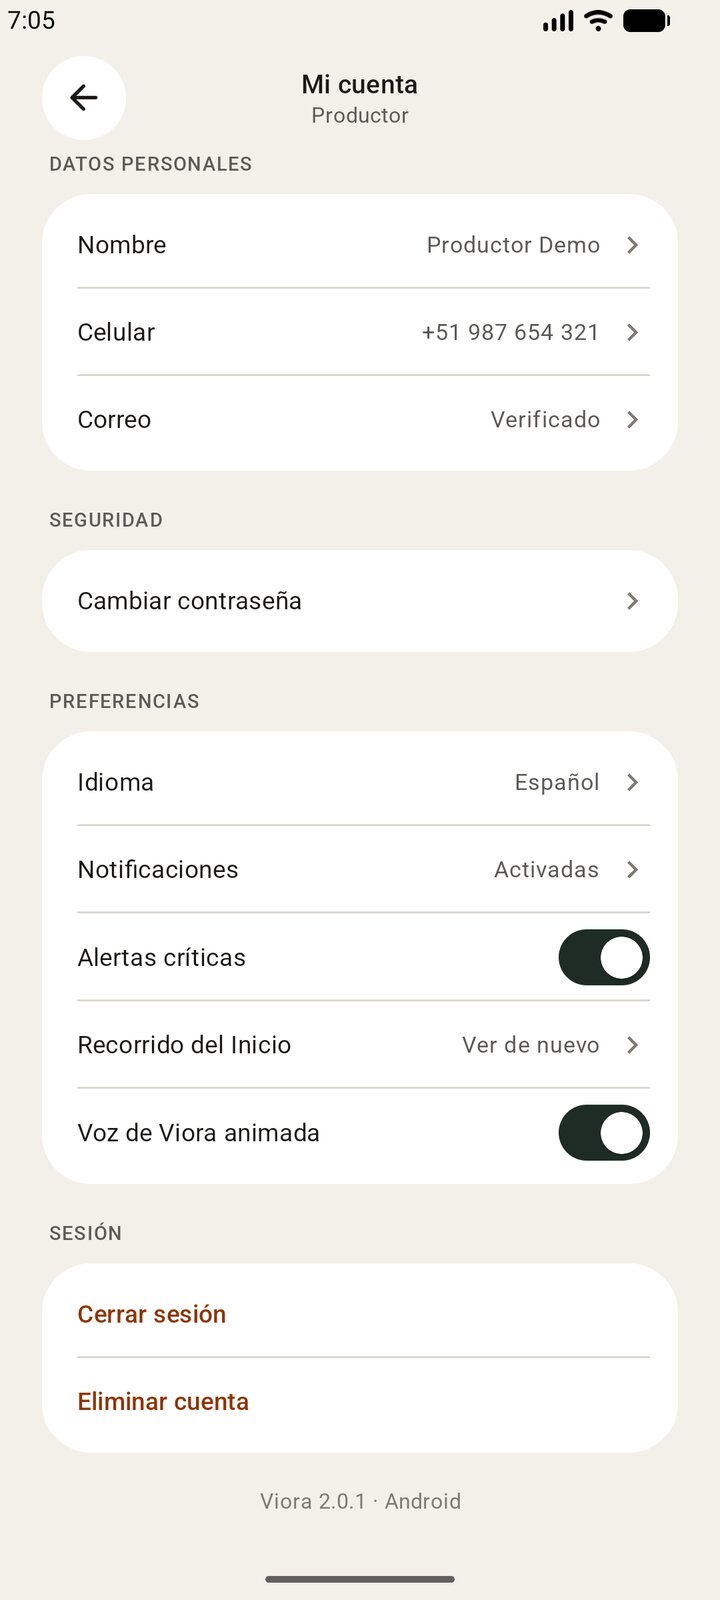 7:05
Mi cuenta
Productor
DATOS PERSONALES
Nombre Productor Demo
Celular +51 987 654 321
Correo Verificado
SEGURIDAD
Cambiar contraseña
PREFERENCIAS
Idioma Español
Notificaciones Activadas
Alertas críticas
Recorrido del Inicio Ver de nuevo
Voz de Viora animada
SESIÓN
Cerrar sesión
Eliminar cuenta
Viora 2.0.1 · Android